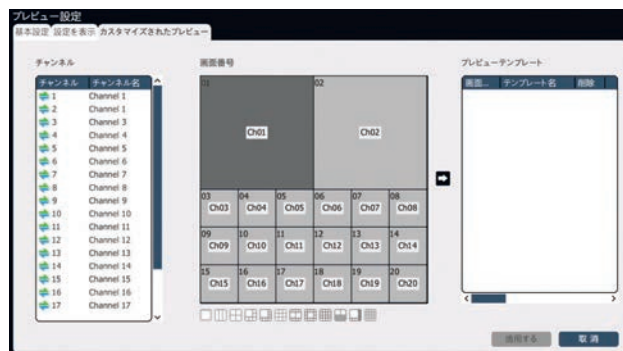 プレビュー設定
基本設定 設定を表示 カスタマイズされたプレビュー
チャンネル
チャンネル チャンネル名
1 Channel 1
2 Channel 2
3 Channel 3
4 Channel 4
5 Channel 5
6 Channel 6
7 Channel 7
8 Channel 8
9 Channel 9
10 Channel 10
11 Channel 11
12 Channel 12
13 Channel 13
14 Channel 14
15 Channel 15
16 Channel 16
17 Channel 17
画面番号
01 02
Ch01 Ch02
03 04 05 06 07 08
Ch03 Ch04 Ch05 Ch06 Ch07 Ch08
09 10 11 12 13 14
Ch09 Ch10 Ch11 Ch12 Ch13 Ch14
15 16 17 18 19 20
Ch15 Ch16 Ch17 Ch18 Ch19 Ch20
プレビューテンプレート
画面... テンプレート名 削除
適用する 取消